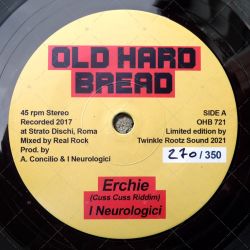 OLD HARD
BREAD
45 rpm Stereo
Recorded 2017
at Strato Dischi, Roma
Mixed by Real Rock
Prod. by
A. Concilio & I Neurologici
SIDE A
OHB 721
Limited edition by
Twinkle Rootz Sound 2021
270/350
Erchie
(Cuss Cuss Riddim)
I Neurologici